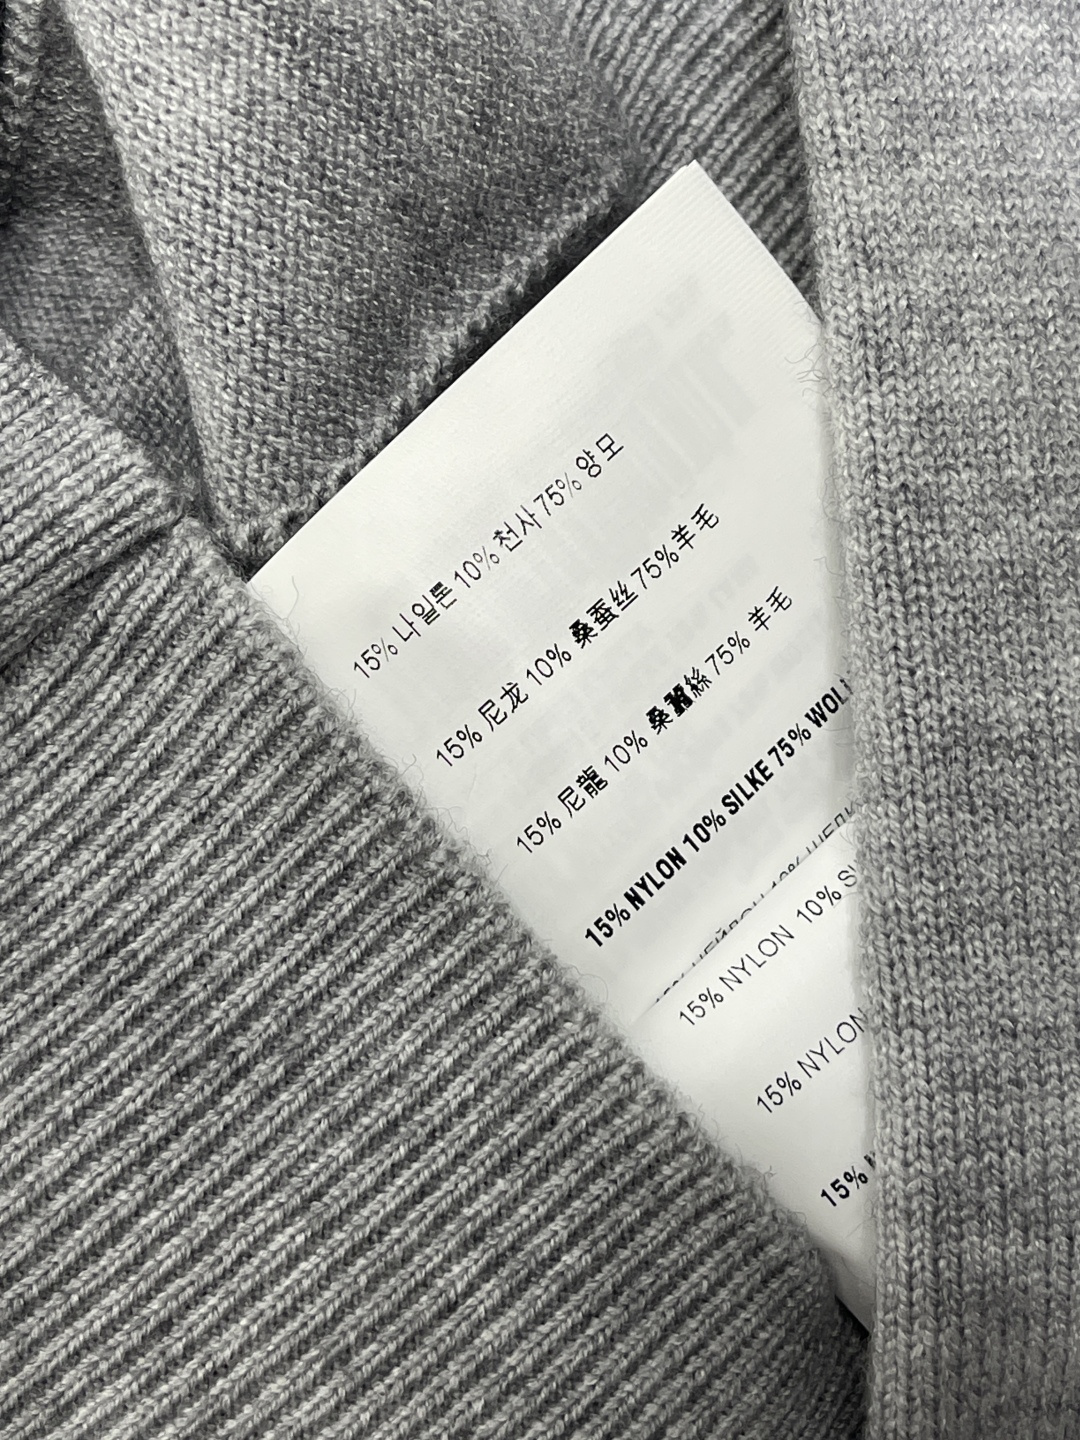 15% 나일론 10% 천사 75% 양모
15% 尼龙 10% 桑蚕丝 75% 羊毛
15% 尼龍 10% 桑蠶絲 75% 羊毛
15% NYLON 10% SILKE 75%
15% NYLON 10%
15% NYLON
15%